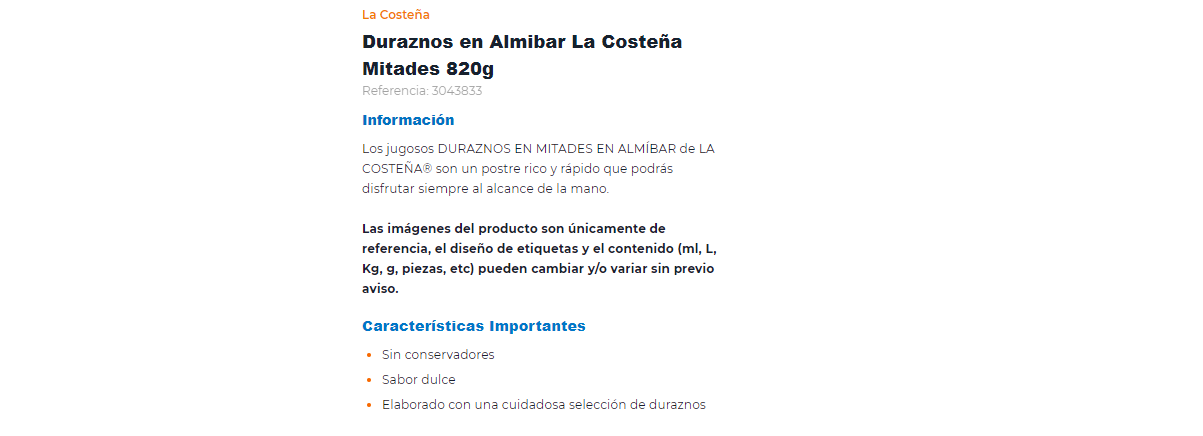 La Costeña
Duraznos en Almibar La Costeña
Mitades 820g
Referencia: 3043833
Información
Los jugosos DURAZNOS EN MITADES EN ALMÍBAR de LA
COSTEÑA® son un postre rico y rápido que podrás
disfrutar siempre al alcance de la mano.
Las imágenes del producto son únicamente de
referencia, el diseño de etiquetas y el contenido (ml, L,
Kg, g, piezas, etc) pueden cambiar y/o variar sin previo
aviso.
Características Importantes
• Sin conservadores
• Sabor dulce
• Elaborado con una cuidadosa selección de duraznos